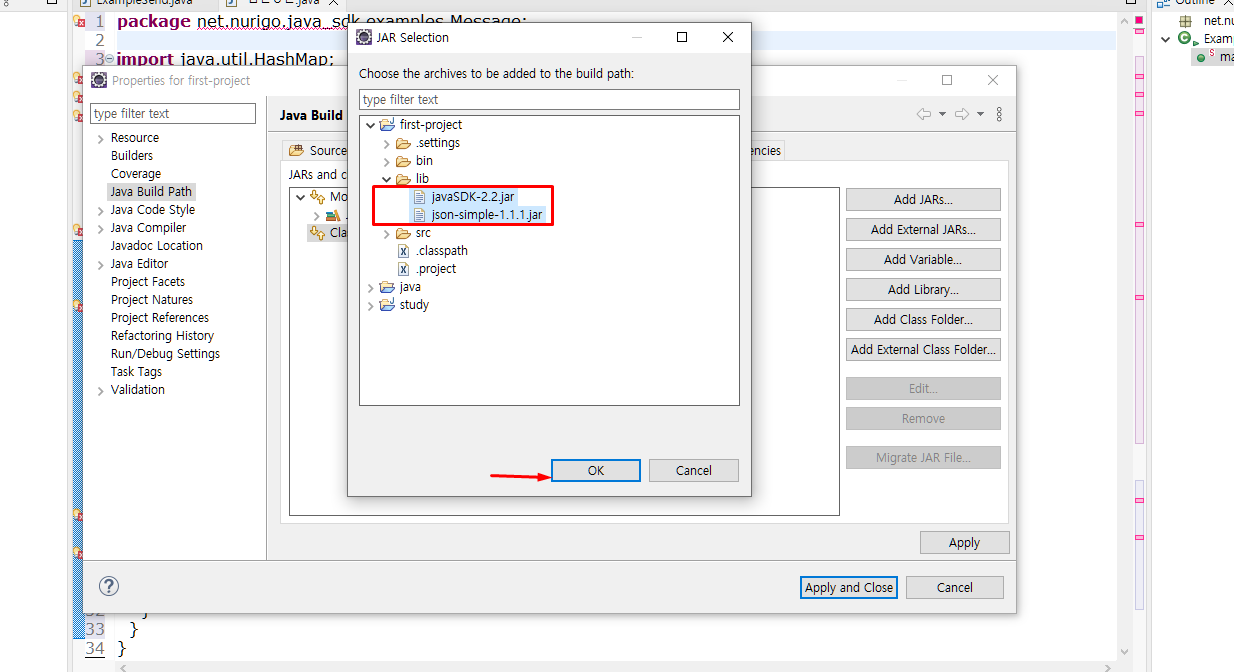 ExampleSend.java
Outline
1 package net.nurigo.java_sdk.examples.Message;
2
3 import java.util.HashMap;
net.nu
Exam
ma
Properties for first-project
type filter text
Resource
Builders
Coverage
Java Build Path
Java Code Style
Java Compiler
Javadoc Location
Java Editor
Project Facets
Project Natures
Project References
Refactoring History
Run/Debug Settings
Task Tags
Validation
Java Build
Source
encies
JARs and c
Mo
Cla
JAR Selection
Choose the archives to be added to the build path:
type filter text
first-project
.settings
bin
lib
javaSDK-2.2.jar
json-simple-1.1.1.jar
src
.classpath
.project
java
study
OK
Cancel
Add JARs...
Add External JARs...
Add Variable...
Add Library...
Add Class Folder...
Add External Class Folder...
Edit...
Remove
Migrate JAR File...
Apply
Apply and Close
Cancel
32 }
33 }
34 }